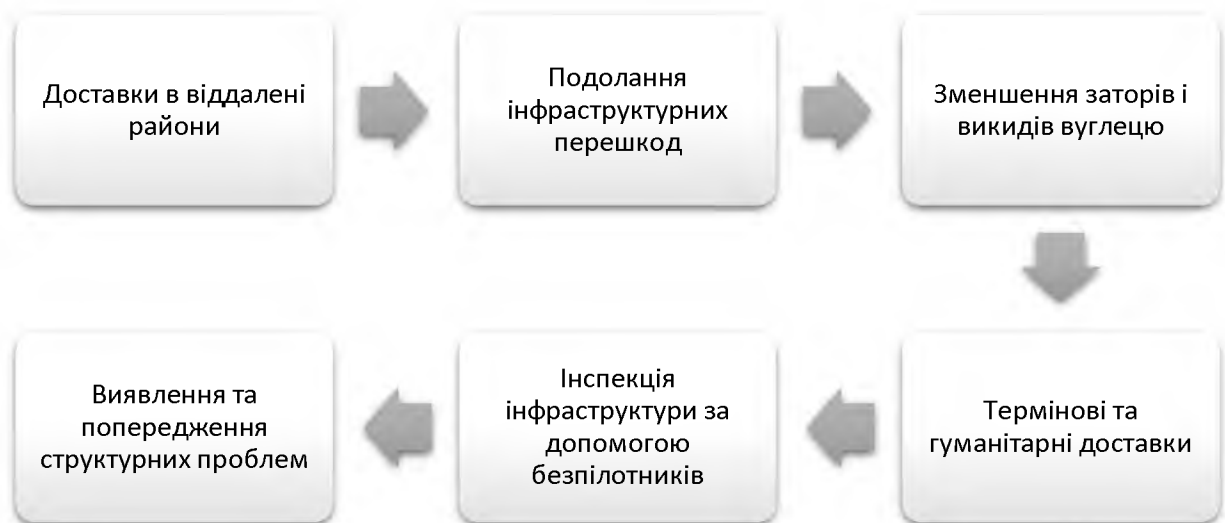 Доставки в віддалені
райони
Подолання
інфраструктурних
перешкод
Зменшення заторів і
викидів вуглецю
Термінові та
гуманітарні доставки
Інспекція
інфраструктури за
допомогою
безпілотників
Виявлення та
попередження
структурних проблем